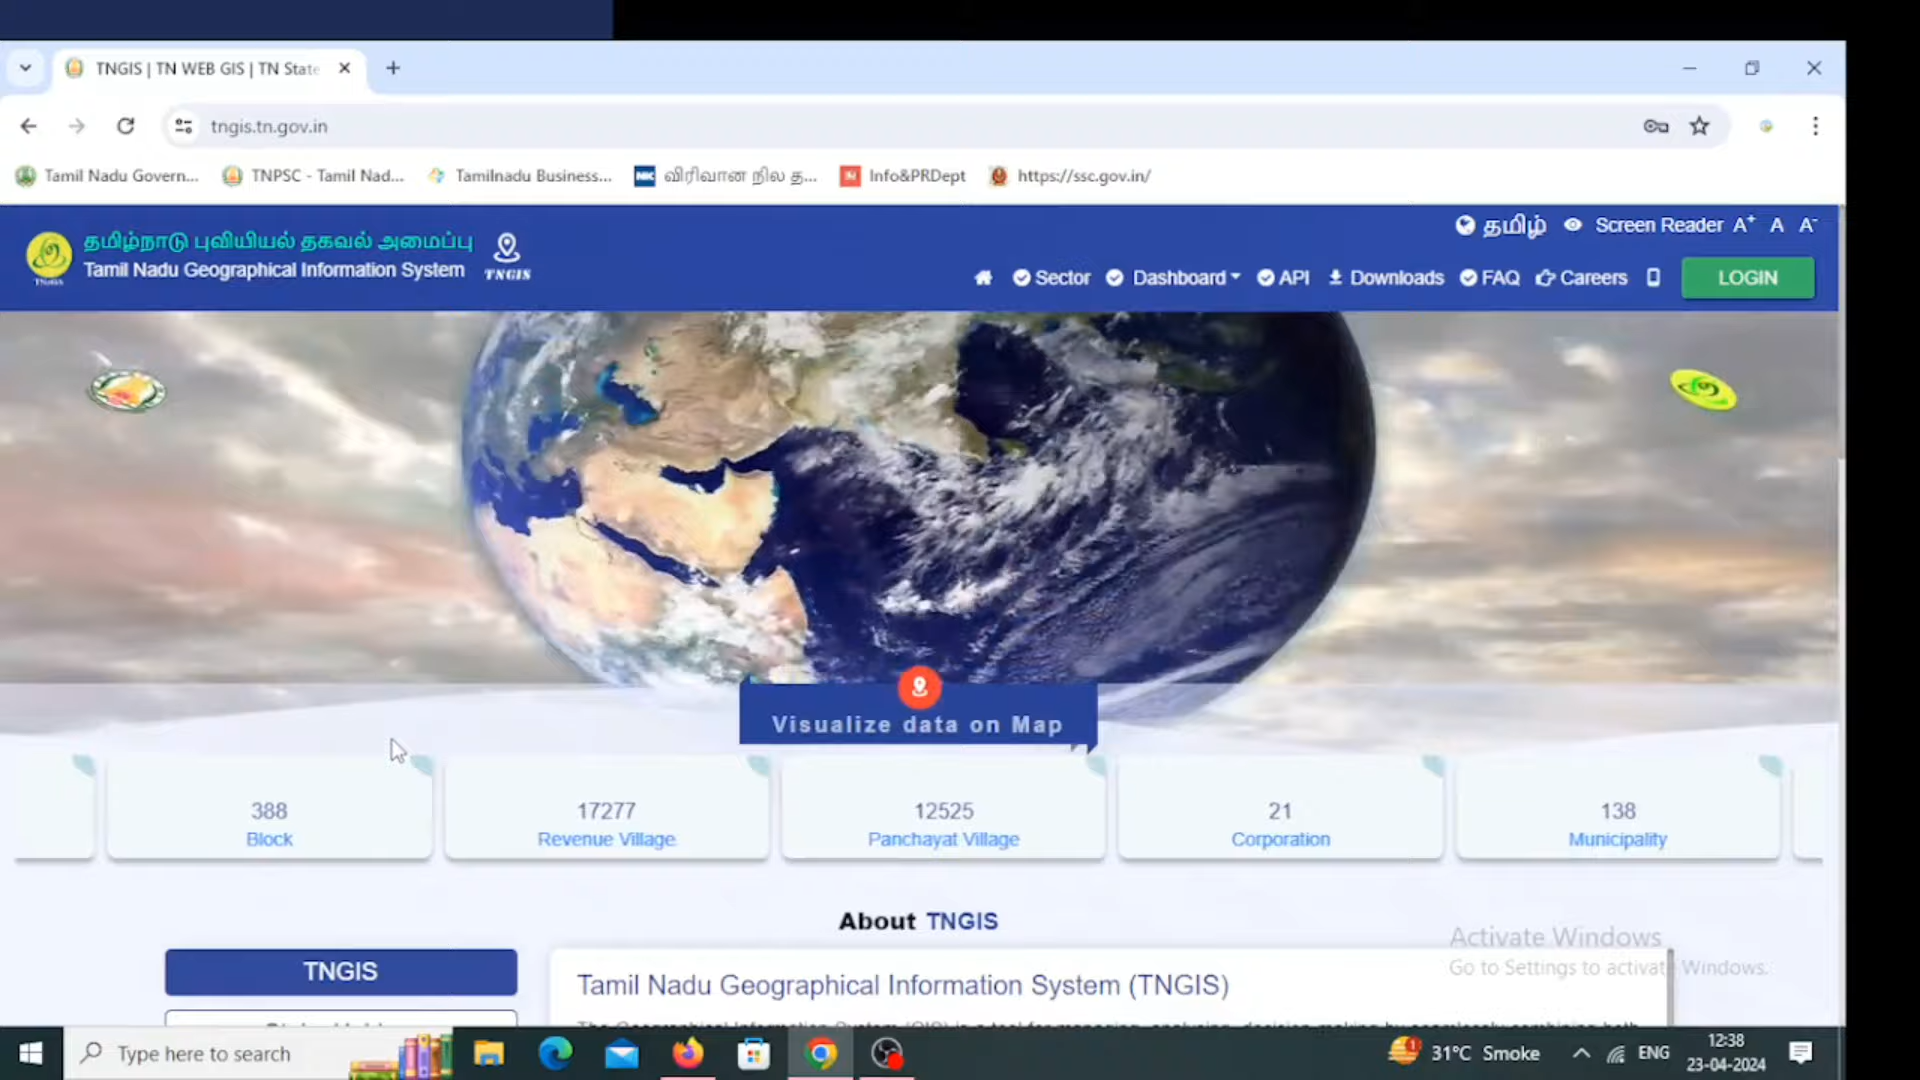 TNGIS | TN WEB GIS | TN State
tngis.tn.gov.in
Tamil Nadu Govern...
TNPSC - Tamil Nad...
Tamilnadu Business...
விரிவான நில த...
Info&PRDept
https://ssc.gov.in/
தமிழ்நாடு புவியியல் தகவல் அமைப்பு
Tamil Nadu Geographical Information System
TNGIS
தமிழ்
Screen Reader A+ A A-
Sector
Dashboard
API
Downloads
FAQ
Careers
LOGIN
Visualize data on Map
388
Block
17277
Revenue Village
12525
Panchayat Village
21
Corporation
138
Municipality
About TNGIS
TNGIS
Tamil Nadu Geographical Information System (TNGIS)
Activate Windows
Go to Settings to activate Windows.
Type here to search
31°C Smoke
ENG
12:38
23-04-2024